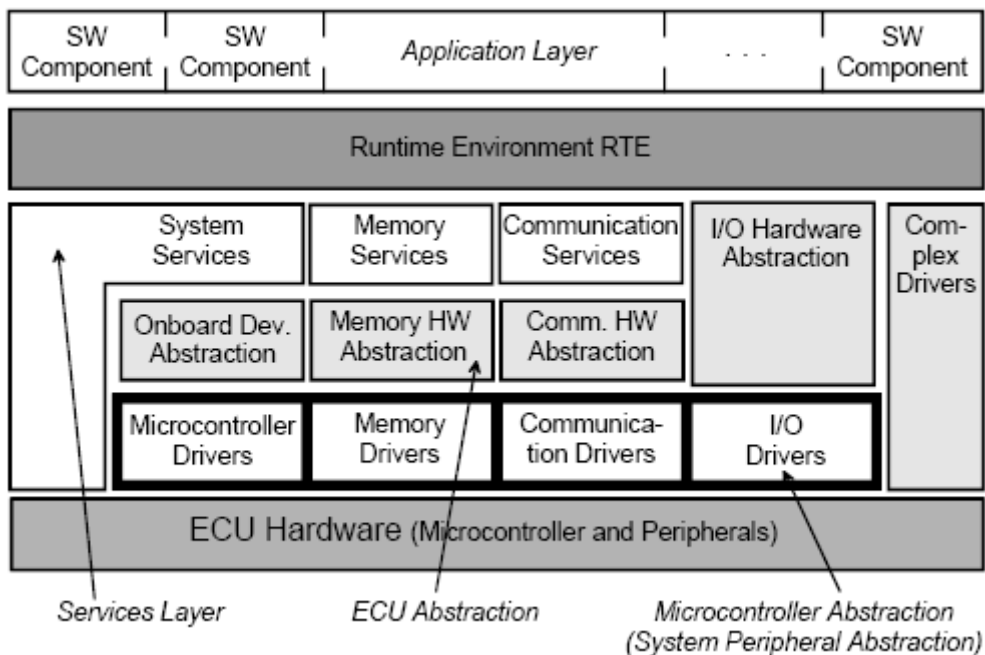 SW
Component
SW
Component
Application Layer
. . .
SW
Component
Runtime Environment RTE
System
Services
Memory
Services
Communication
Services
I/O Hardware
Abstraction
Com-
plex
Drivers
Onboard Dev.
Abstraction
Memory HW
Abstraction
Comm. HW
Abstraction
Microcontroller
Drivers
Memory
Drivers
Communica-
tion Drivers
I/O
Drivers
ECU Hardware (Microcontroller and Peripherals)
Services Layer
ECU Abstraction
Microcontroller Abstraction
(System Peripheral Abstraction)